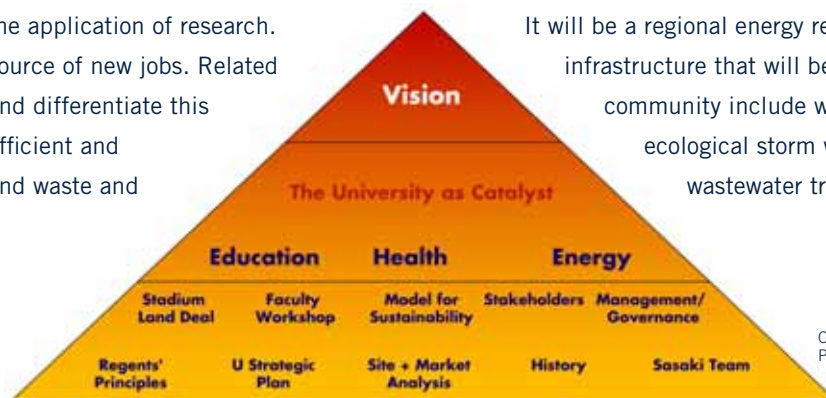 he application of research.
ource of new jobs. Related
nd differentiate this
fficient and
nd waste and
It will be a regional energy re
infrastructure that will be
community include w
ecological storm w
wastewater tr
Vision
The University as Catalyst
Education Health Energy
Stadium Land Deal
Faculty Workshop
Model for Sustainability
Stakeholders
Management/ Governance
Regents' Principles
U Strategic Plan
Site + Market Analysis
History
Sasaki Team